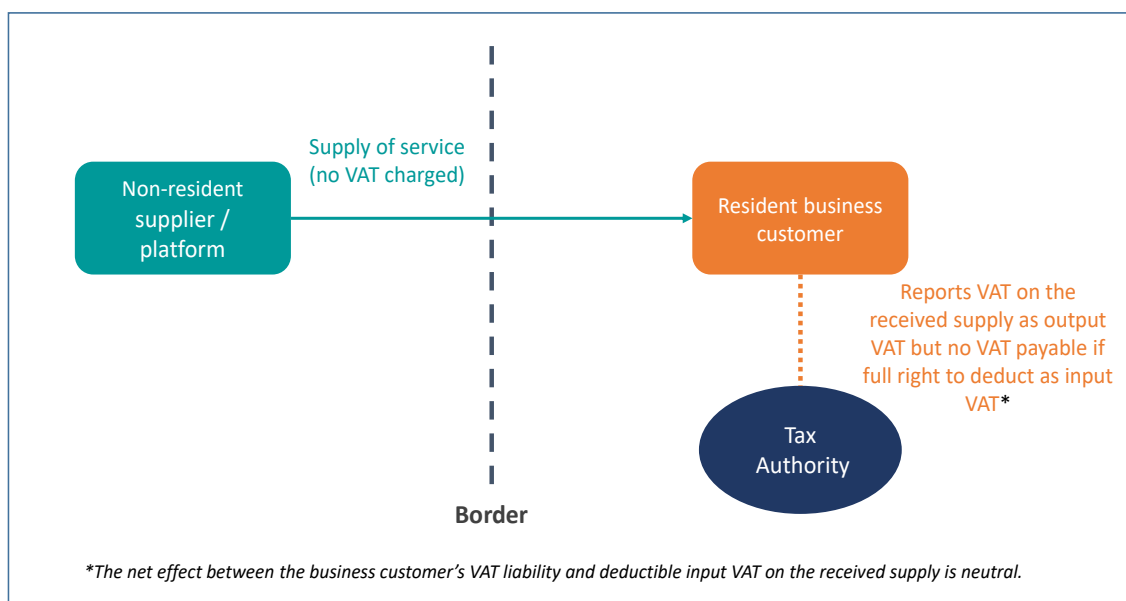 Supply of service
(no VAT charged)
Non-resident
supplier /
platform
Resident business
customer
Reports VAT on the
received supply as output
VAT but no VAT payable if
full right to deduct as input
VAT*
Tax
Authority
Border
*The net effect between the business customer’s VAT liability and deductible input VAT on the received supply is neutral.